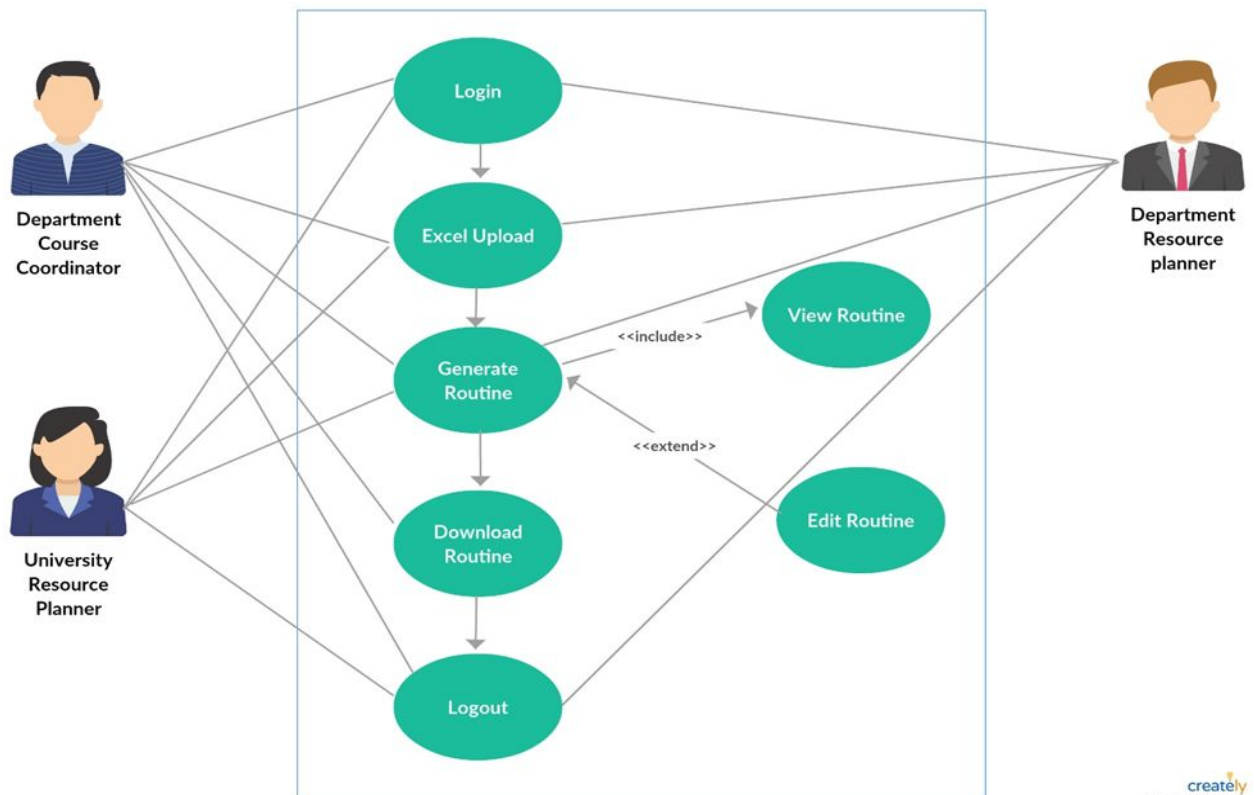 Login
Department
Course
Coordinator
Department
Resource
planner
Excel Upload
View Routine
<<include>>
Generate
Routine
<<extend>>
University
Resource
Planner
Download
Routine
Edit Routine
Logout
creately